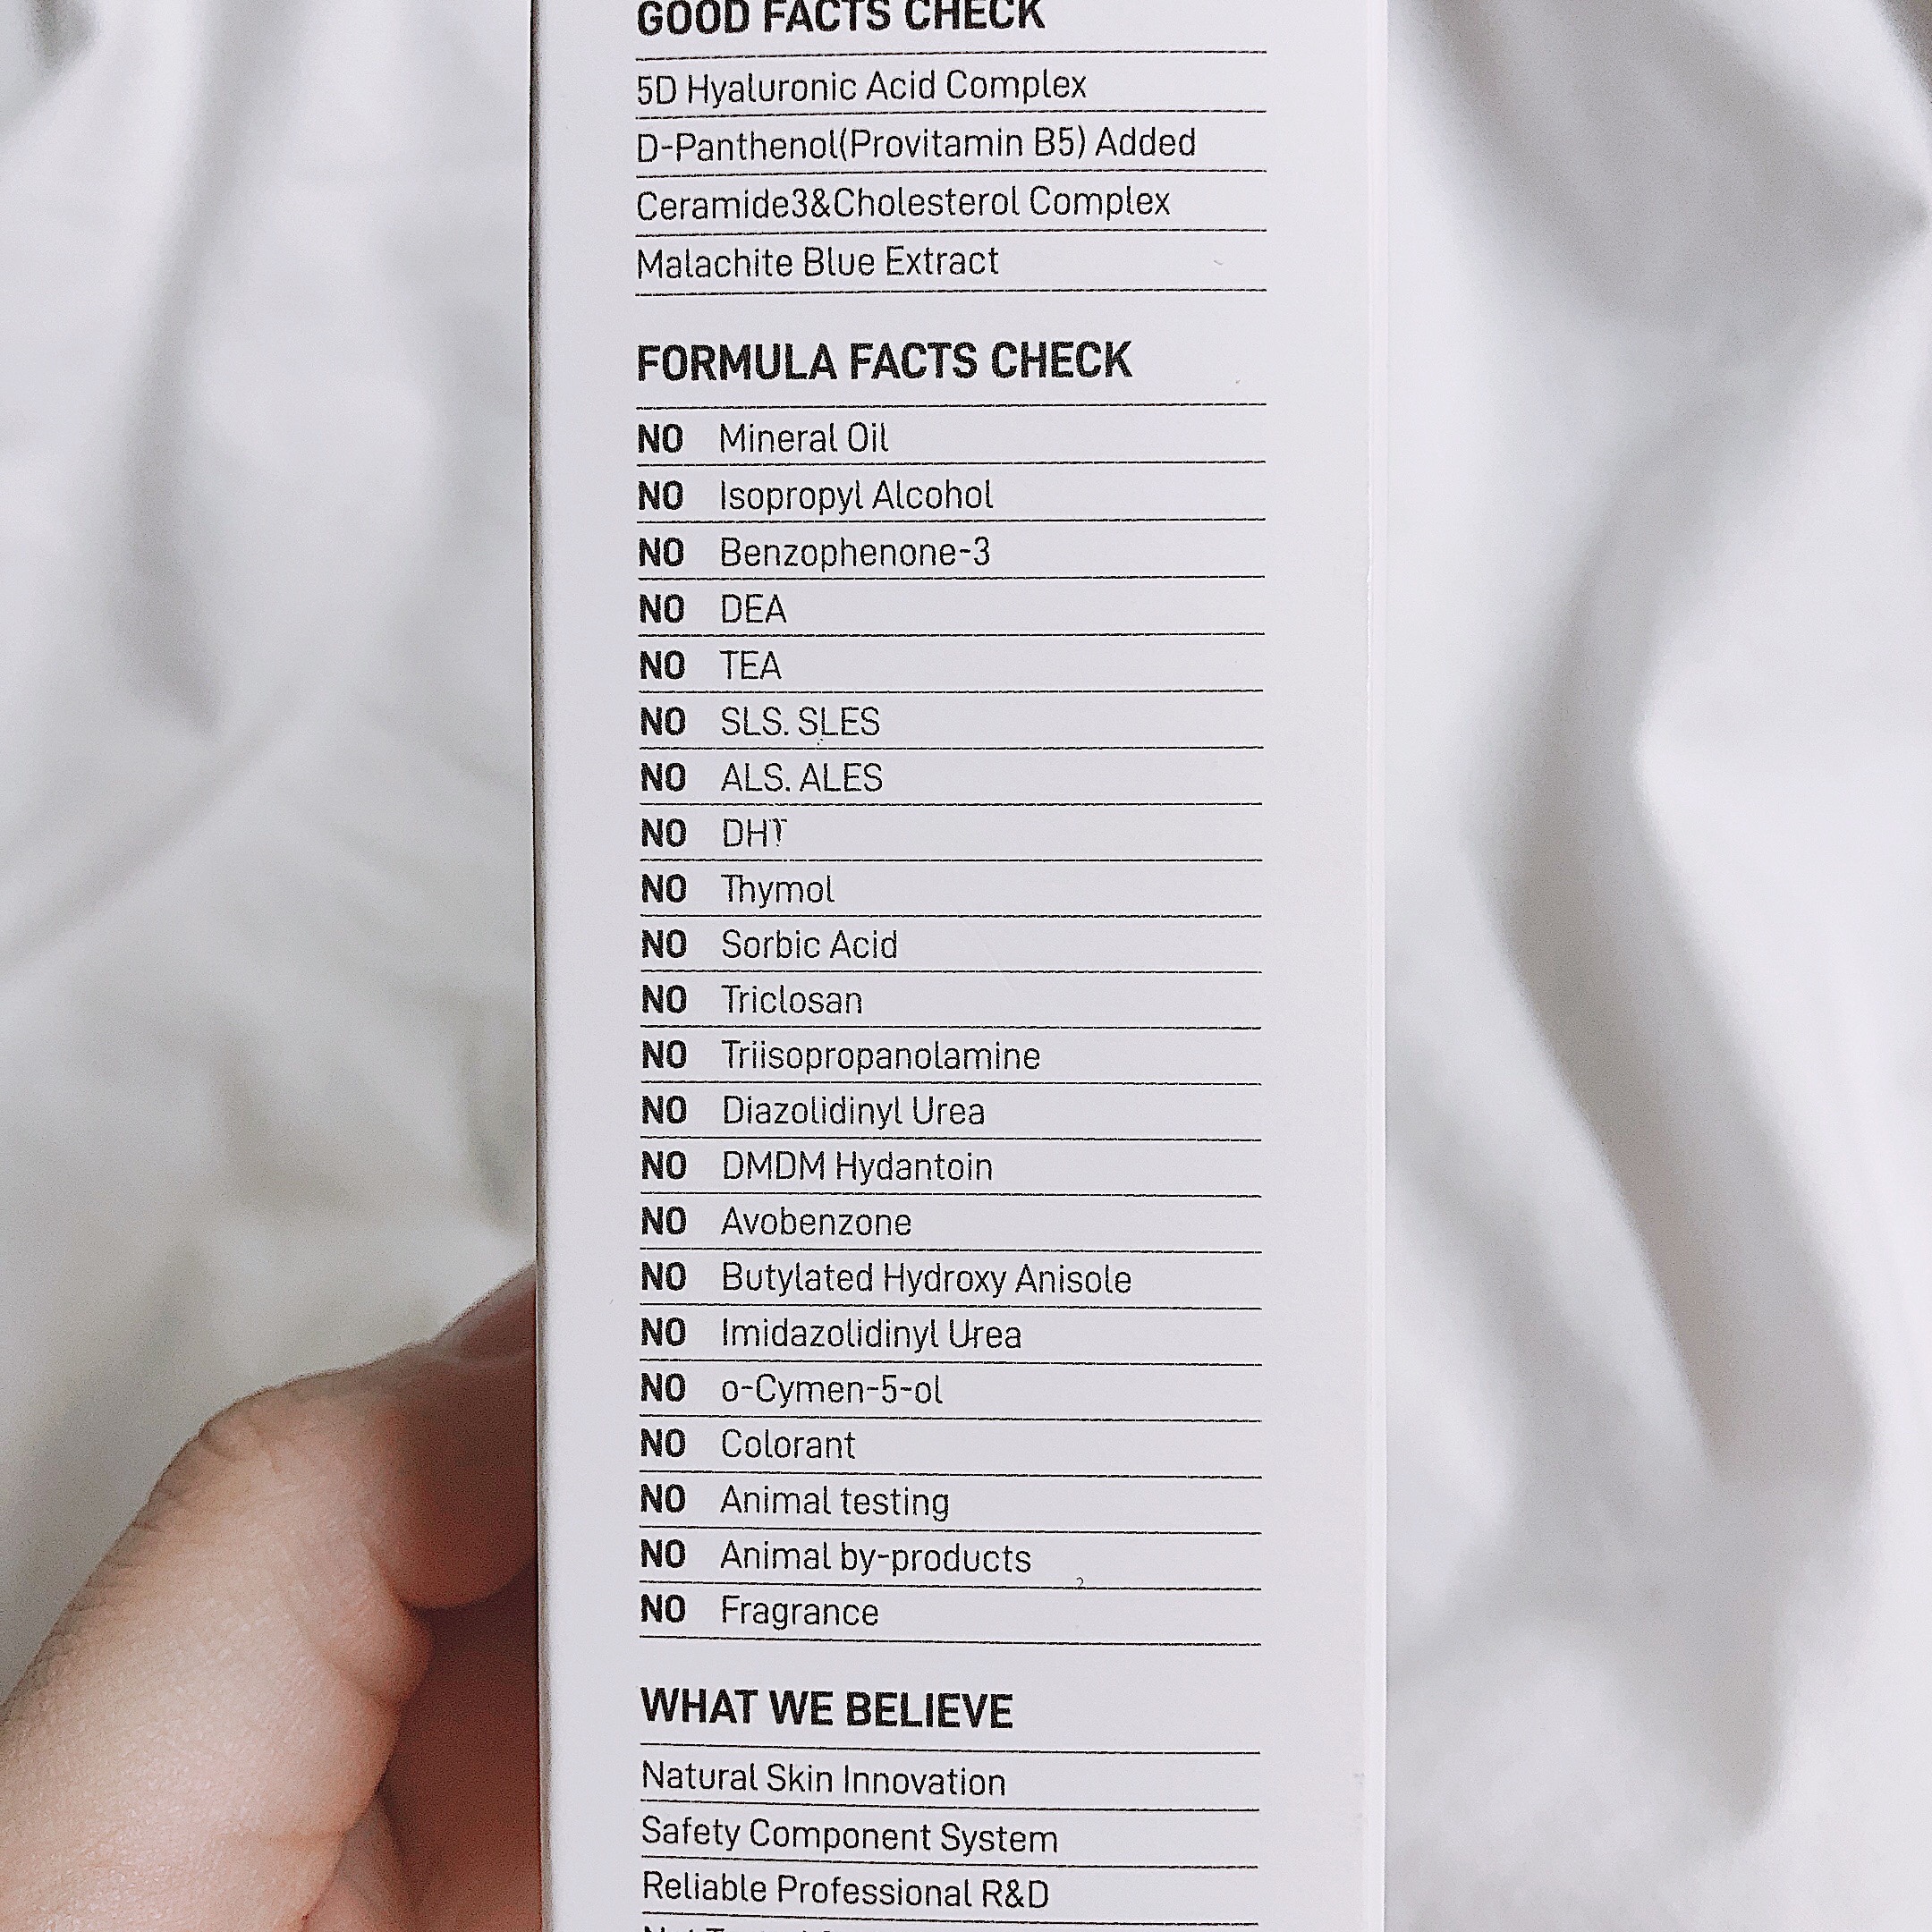 GOOD FACTS CHECK
5D Hyaluronic Acid Complex
D-Panthenol(Provitamin B5) Added
Ceramide3&Cholesterol Complex
Malachite Blue Extract
FORMULA FACTS CHECK
NO Mineral Oil
NO Isopropyl Alcohol
NO Benzophenone-3
NO DEA
NO TEA
NO SLS. SLES
NO ALS. ALES
NO DHT
NO Thymol
NO Sorbic Acid
NO Triclosan
NO Triisopropanolamine
NO Diazolidinyl Urea
NO DMDM Hydantoin
NO Avobenzone
NO Butylated Hydroxy Anisole
NO Imidazolidinyl Urea
NO o-Cymen-5-ol
NO Colorant
NO Animal testing
NO Animal by-products
NO Fragrance
WHAT WE BELIEVE
Natural Skin Innovation
Safety Component System
Reliable Professional R&D